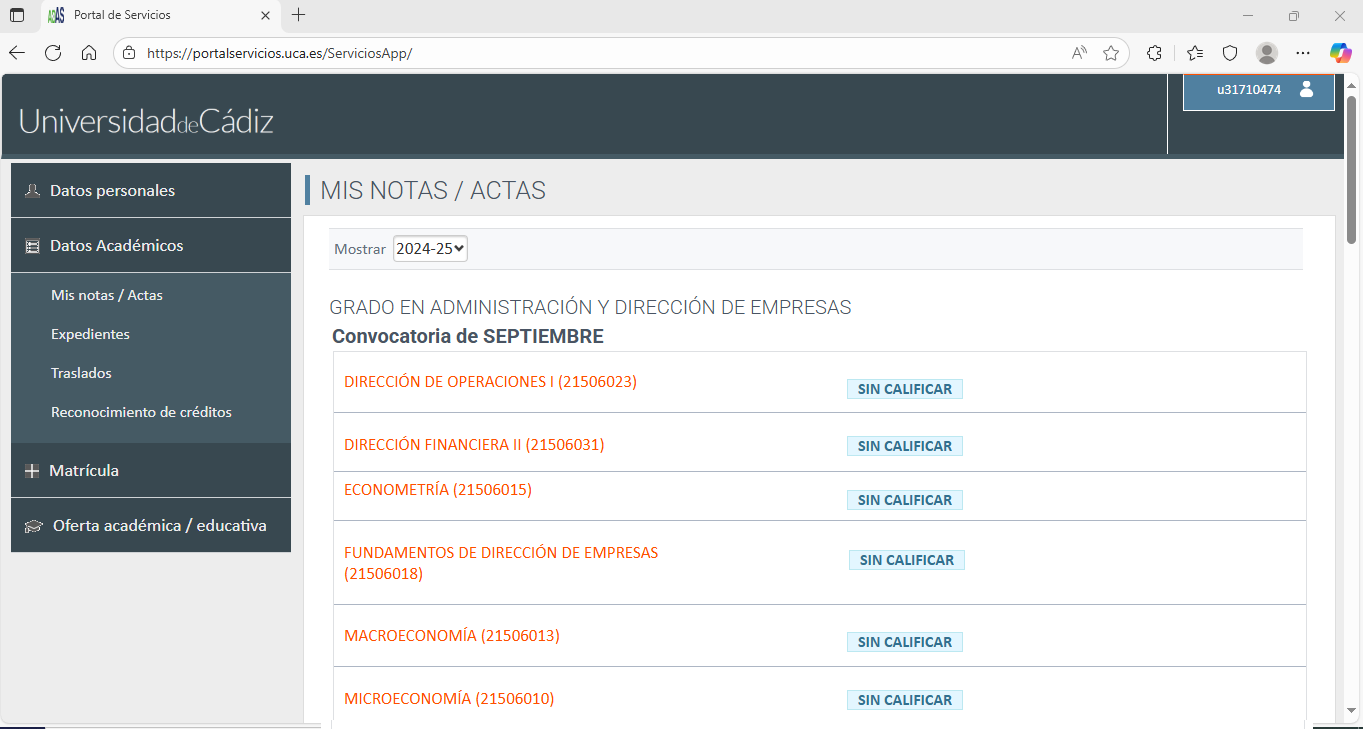 Portal de Servicios
https://portalservicios.uca.es/ServiciosApp/
UniversidaddeCádiz
u31710474
Datos personales
Datos Académicos
Mis notas / Actas
Expedientes
Traslados
Reconocimiento de créditos
Matrícula
Oferta académica / educativa
MIS NOTAS / ACTAS
Mostrar 2024-25
GRADO EN ADMINISTRACIÓN Y DIRECCIÓN DE EMPRESAS
Convocatoria de SEPTIEMBRE
DIRECCIÓN DE OPERACIONES I (21506023) SIN CALIFICAR
DIRECCIÓN FINANCIERA II (21506031) SIN CALIFICAR
ECONOMETRÍA (21506015) SIN CALIFICAR
FUNDAMENTOS DE DIRECCIÓN DE EMPRESAS
(21506018) SIN CALIFICAR
MACROECONOMÍA (21506013) SIN CALIFICAR
MICROECONOMÍA (21506010) SIN CALIFICAR